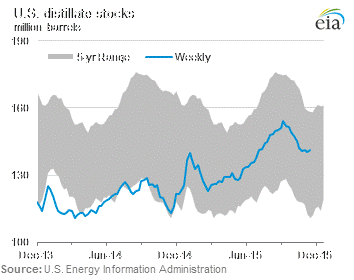 U.S. distillate stocks
million barrels
eia
190
5-yr Range
Weekly
160
130
100
Dec-13
Jun-14
Dec-14
Jun-15
Dec-15
Source: U.S. Energy Information Administration